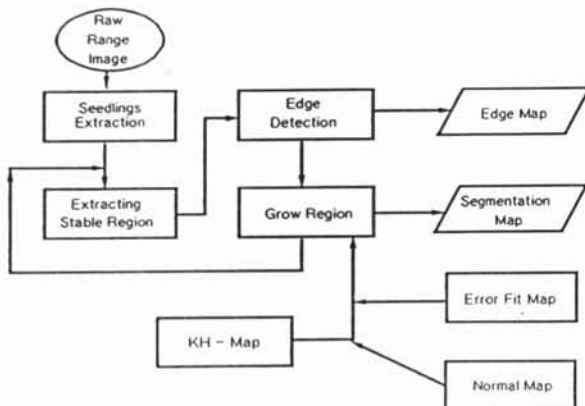 Raw
Range
Image
Seedlings
Extraction
Edge
Detection
Edge Map
Extracting
Stable Region
Grow Region
Segmentation
Map
Error Fit Map
KH - Map
Normal Map